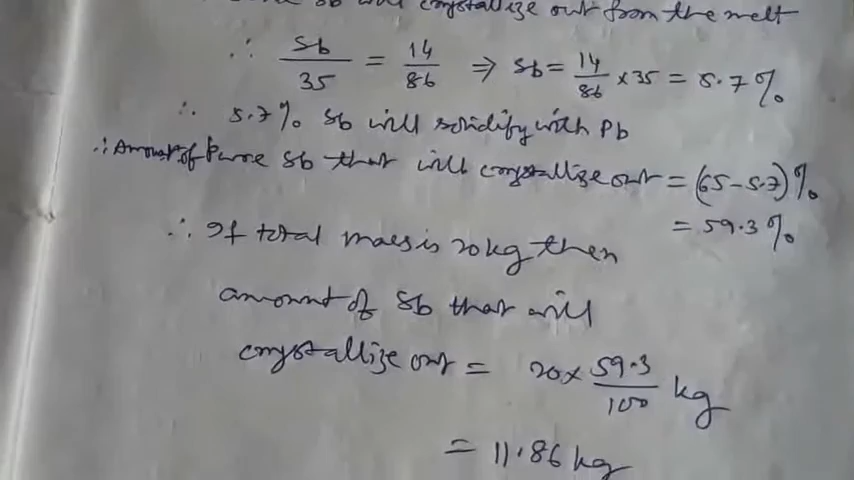 Sb will crystallize out from the melt
∴ Sb/35 = 14/86 ⇒ Sb = 14/86 × 35 = 5.7%
∴ 5.7% Sb will solidify with Pb
∴ Amount of Pure Sb that will crystallize out = (65 - 5.7)%
= 59.3%
∴ If total mass is 20 kg then
amount of Sb that will
crystallize out = 20 × 59.3/100 kg
= 11.86 kg